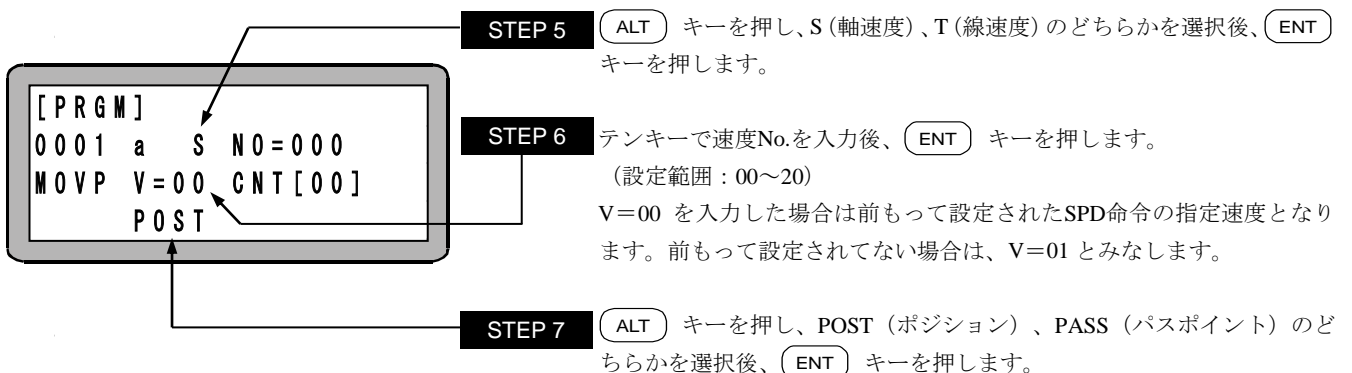 STEP 5
ALT キーを押し、S（軸速度）、T（線速度）のどちらかを選択後、ENT
キーを押します。
[PRGM]
0001 a S NO=000
MOVP V=00 CNT[00]
POST
STEP 6
テンキーで速度No.を入力後、ENT キーを押します。
（設定範囲：00～20）
V＝00 を入力した場合は前もって設定されたSPD命令の指定速度となり
ます。前もって設定されてない場合は、V＝01 とみなします。
STEP 7
ALT キーを押し、POST（ポジション）、PASS（パスポイント）のど
ちらかを選択後、ENT キーを押します。